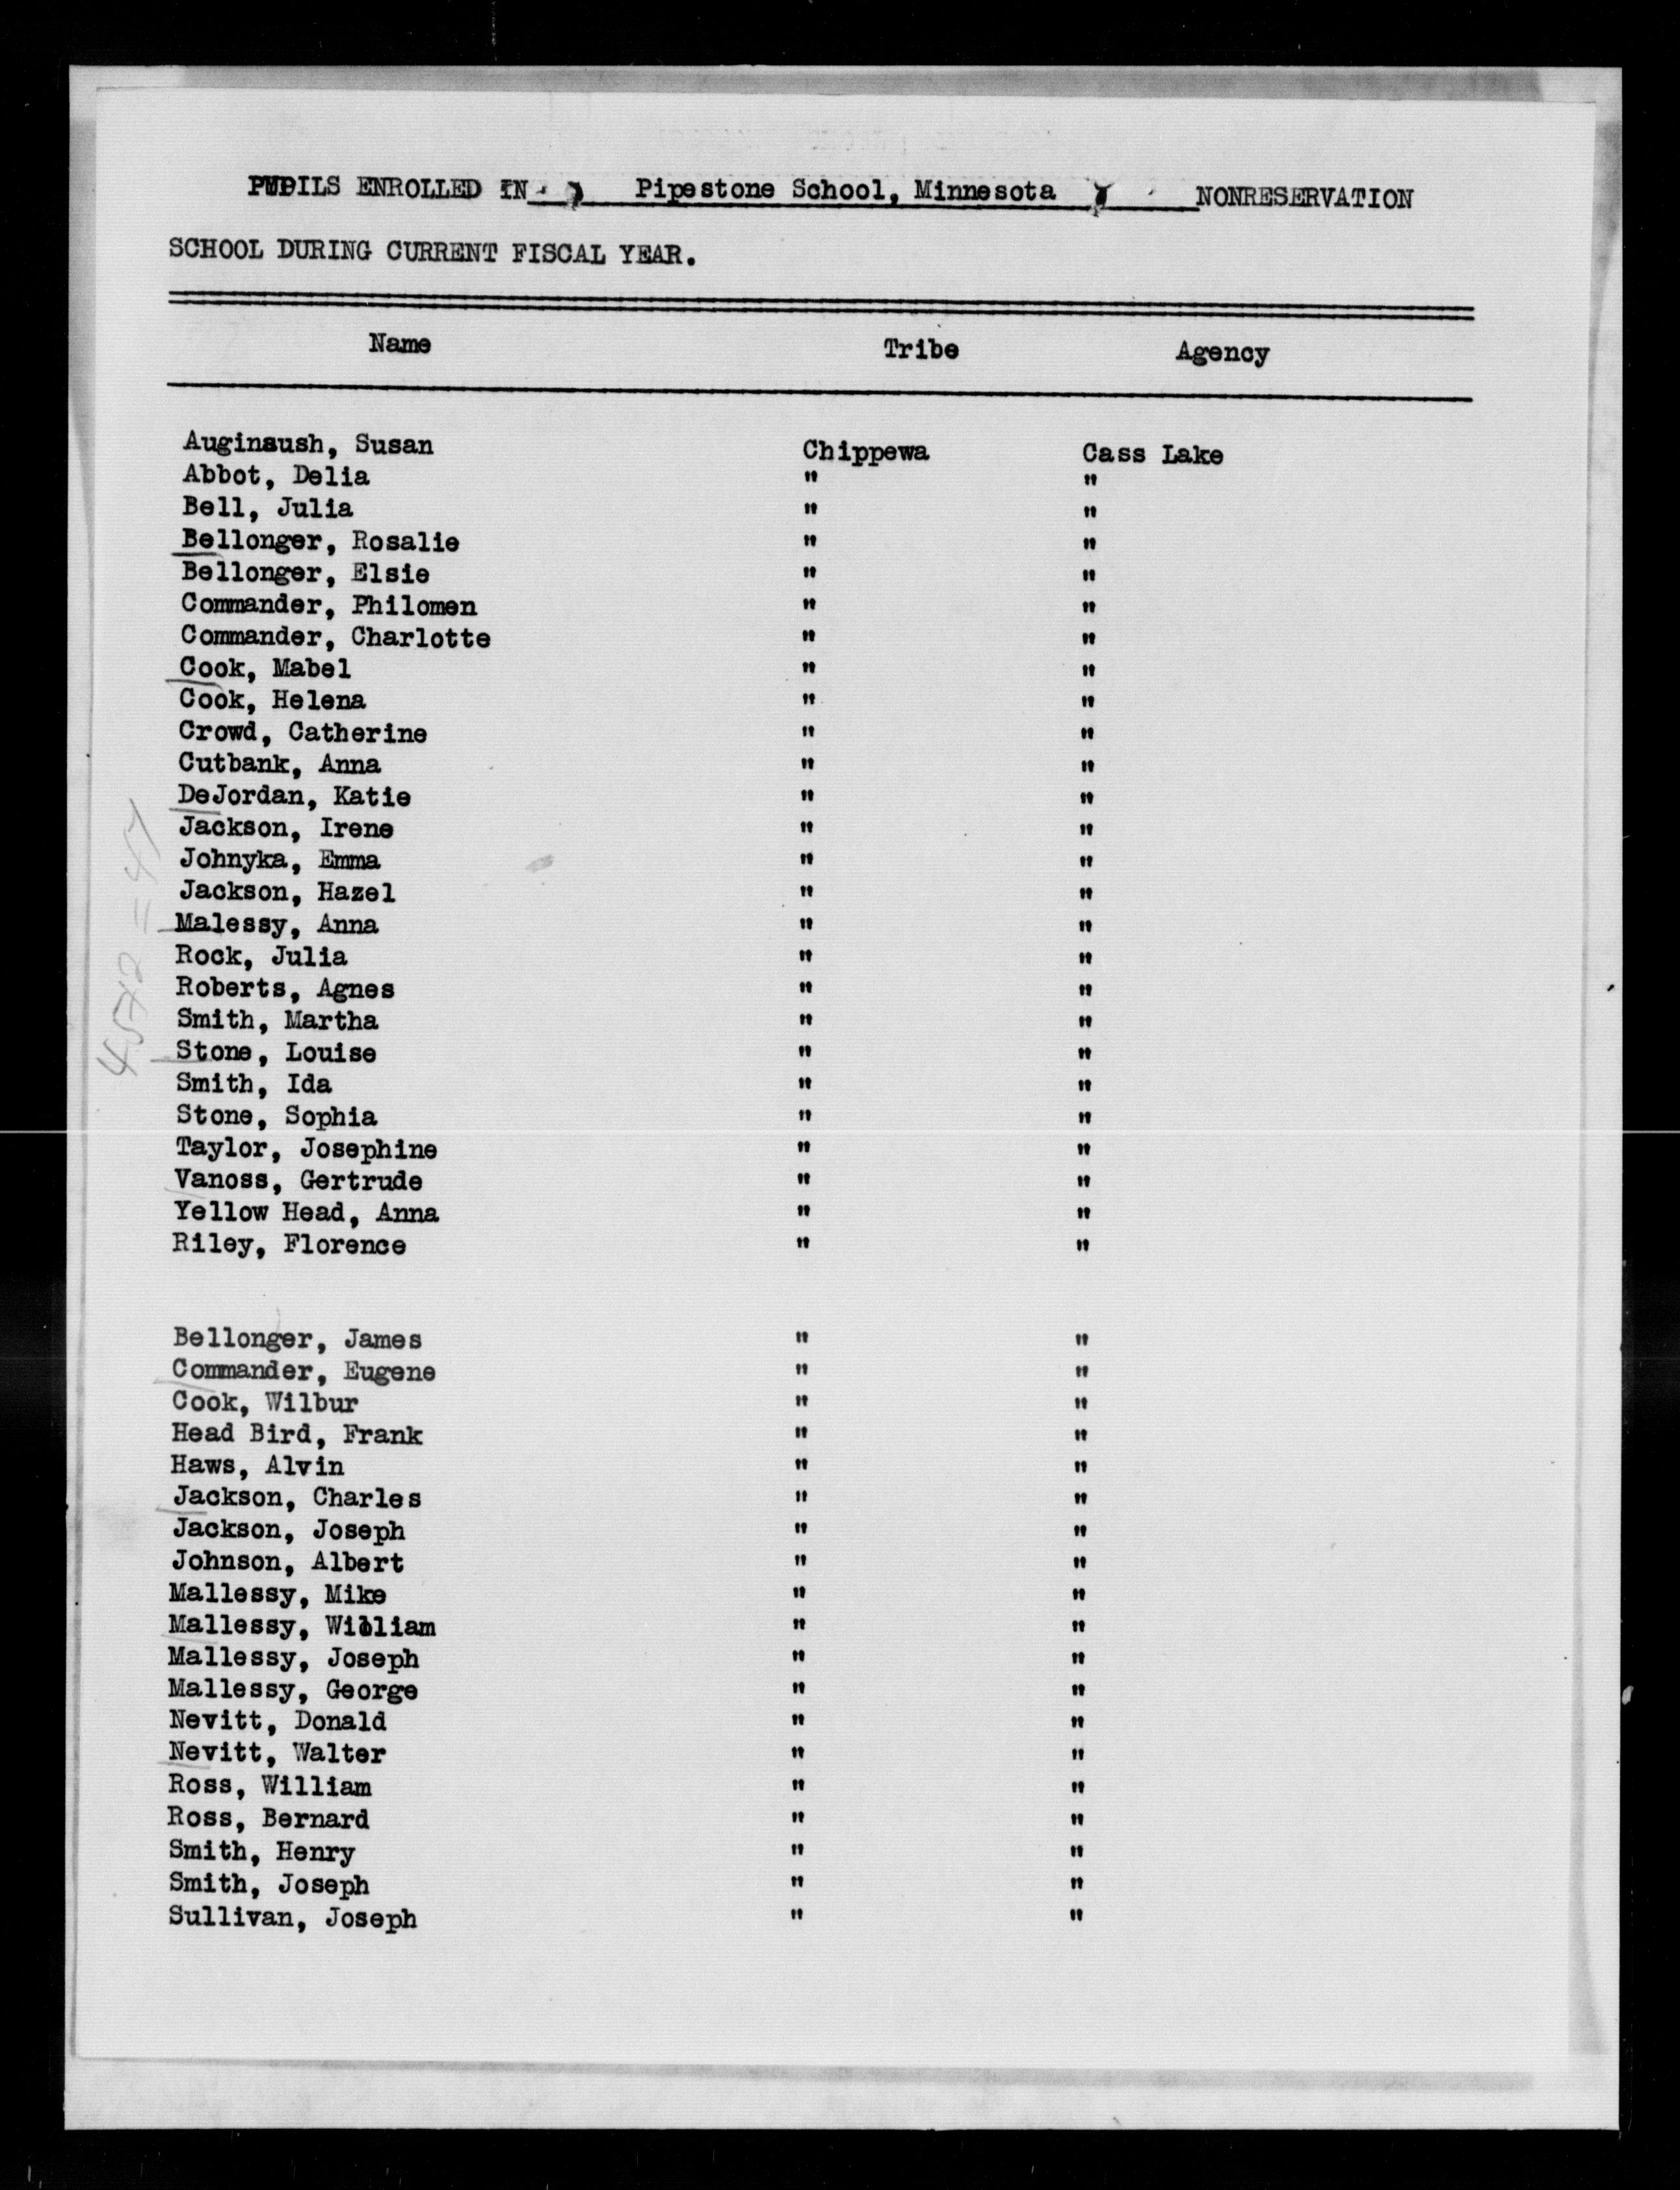 PUPILS ENROLLED IN Pipestone School, Minnesota NONRESERVATION
SCHOOL DURING CURRENT FISCAL YEAR.
Name Tribe Agency
Auginaush, Susan Chippewa Cass Lake
Abbot, Delia " "
Bell, Julia " "
Bellonger, Rosalie " "
Bellonger, Elsie " "
Commander, Philomen " "
Commander, Charlotte " "
Cook, Mabel " "
Cook, Helena " "
Crowd, Catherine " "
Cutbank, Anna " "
DeJordan, Katie " "
Jackson, Irene " "
Johnyka, Emma " "
Jackson, Hazel " "
Malessy, Anna " "
Rock, Julia " "
Roberts, Agnes " "
Smith, Martha " "
Stone, Louise " "
Smith, Ida " "
Stone, Sophia " "
Taylor, Josephine " "
Vanoss, Gertrude " "
Yellow Head, Anna " "
Riley, Florence " "
Bellonger, James " "
Commander, Eugene " "
Cook, Wilbur " "
Head Bird, Frank " "
Haws, Alvin " "
Jackson, Charles " "
Jackson, Joseph " "
Johnson, Albert " "
Mallessy, Mike " "
Mallessy, William " "
Mallessy, Joseph " "
Mallessy, George " "
Nevitt, Donald " "
Nevitt, Walter " "
Ross, William " "
Ross, Bernard " "
Smith, Henry " "
Smith, Joseph " "
Sullivan, Joseph " "